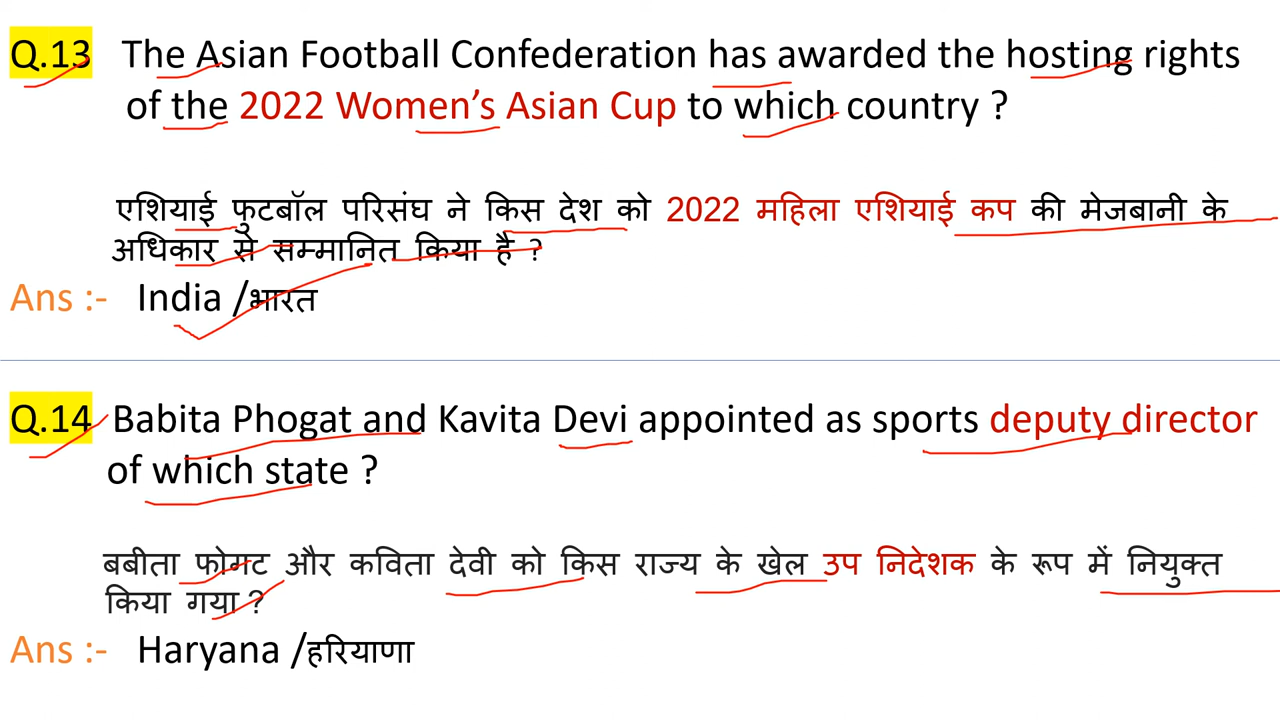 Q.13 The Asian Football Confederation has awarded the hosting rights
of the 2022 Women's Asian Cup to which country ?
एशियाई फुटबॉल परिसंघ ने किस देश को 2022 महिला एशियाई कप की मेजबानी के
अधिकार से सम्मानित किया है ?
Ans :- India /भारत
Q.14 Babita Phogat and Kavita Devi appointed as sports deputy director
of which state ?
बबीता फोगट और कविता देवी को किस राज्य के खेल उप निदेशक के रूप में नियुक्त
किया गया ?
Ans :- Haryana /हरियाणा